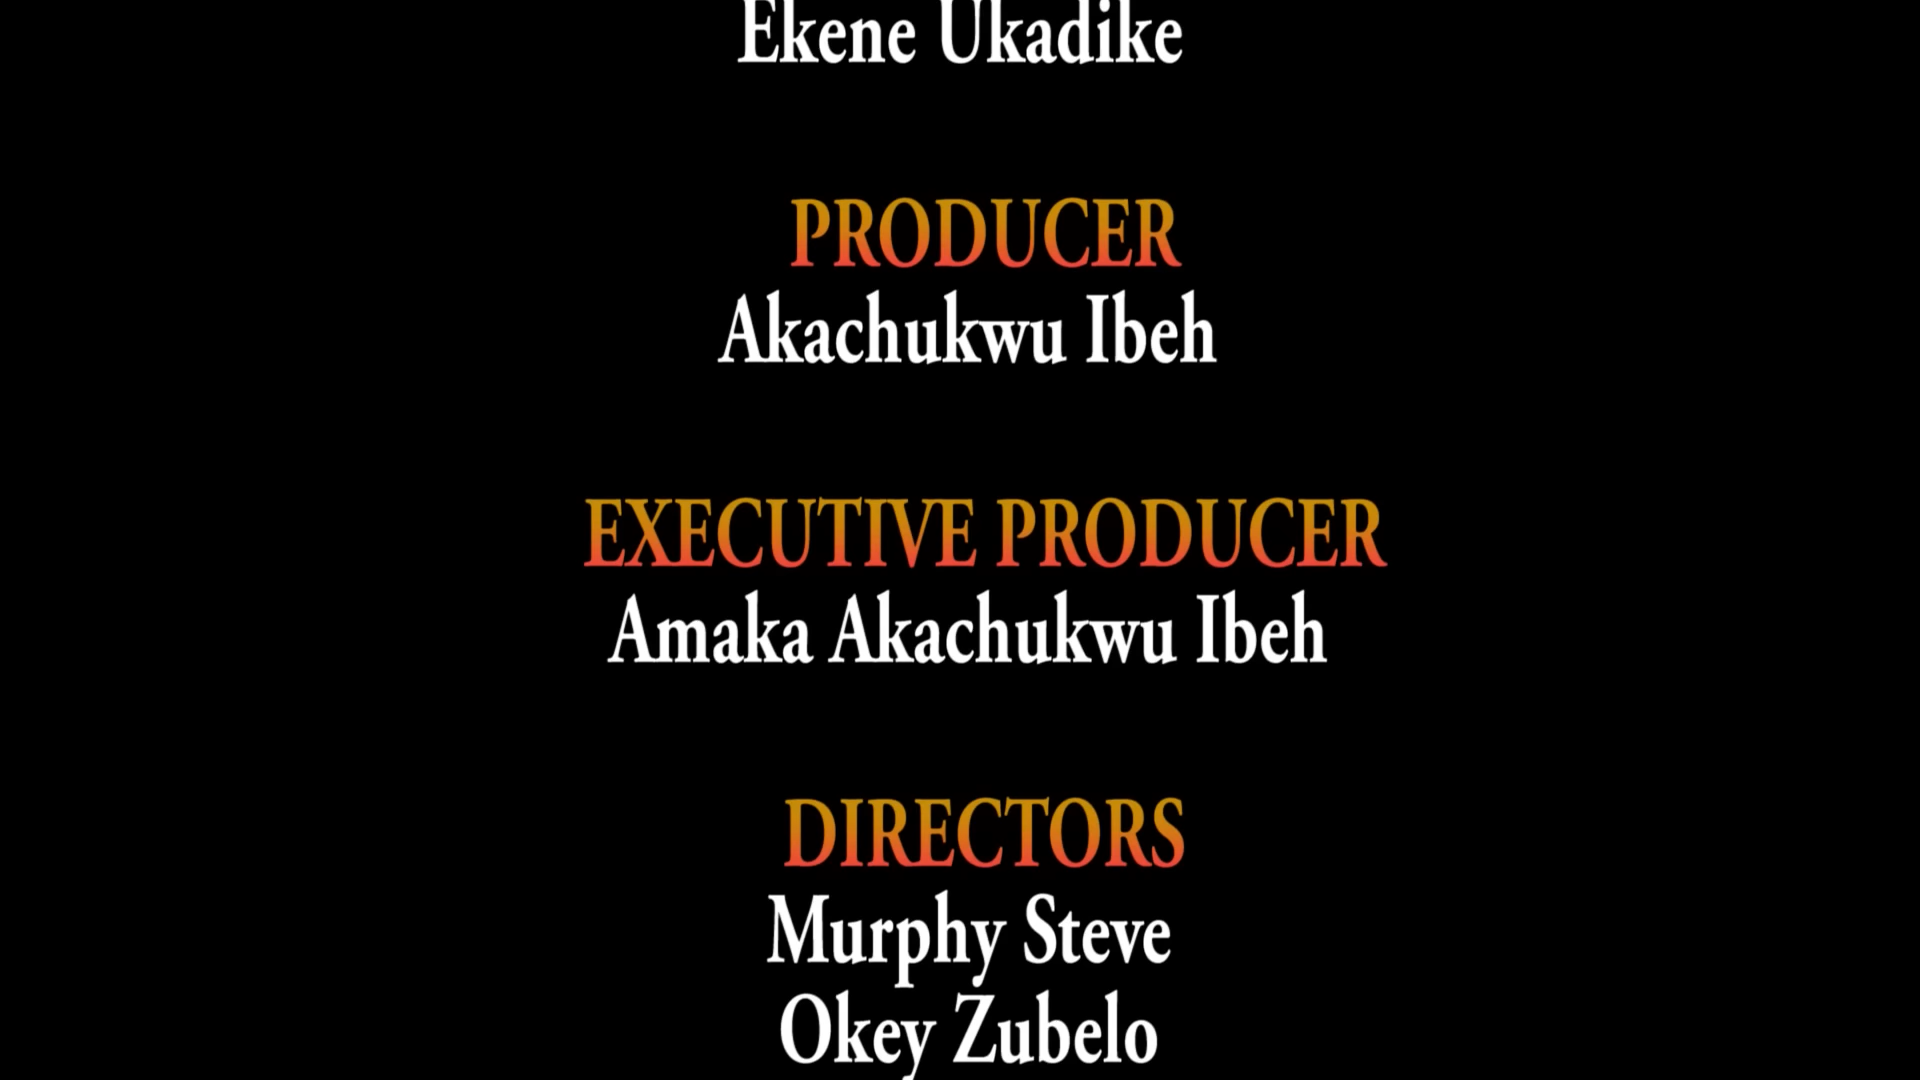 Ekene Ukadike
PRODUCER
Akachukwu Ibeh
EXECUTIVE PRODUCER
Amaka Akachukwu Ibeh
DIRECTORS
Murphy Steve
Okey Zubelo